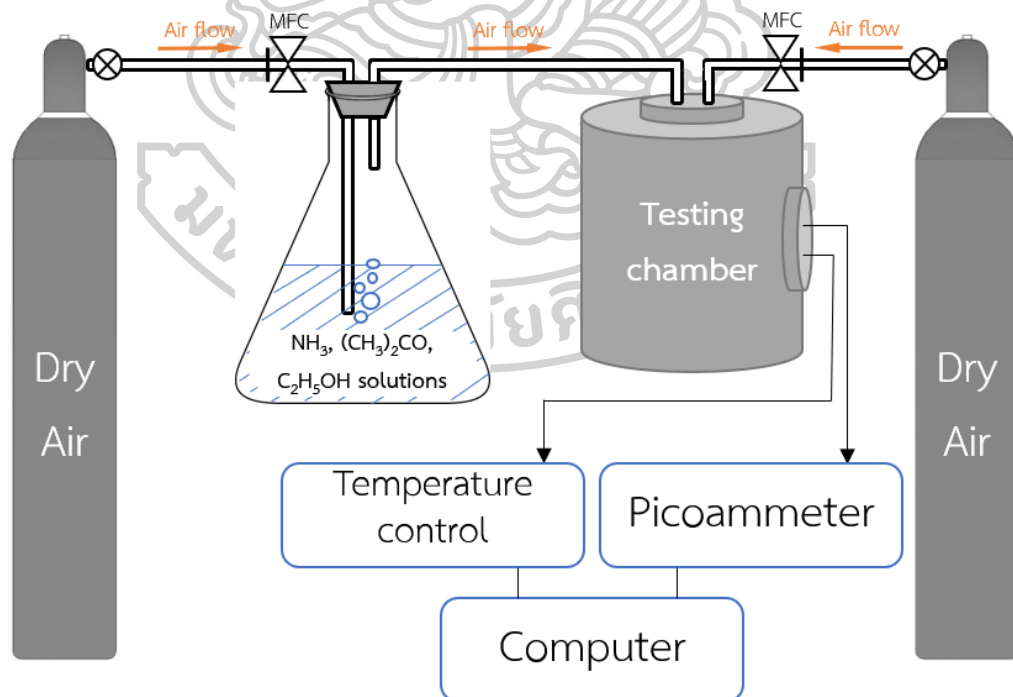 MFC
Air flow
Air flow
MFC
Air flow
Testing
chamber
NH₃, (CH₃)₂CO,
C₂H₅OH solutions
Dry
Air
Dry
Air
Temperature
control
Picoammeter
Computer